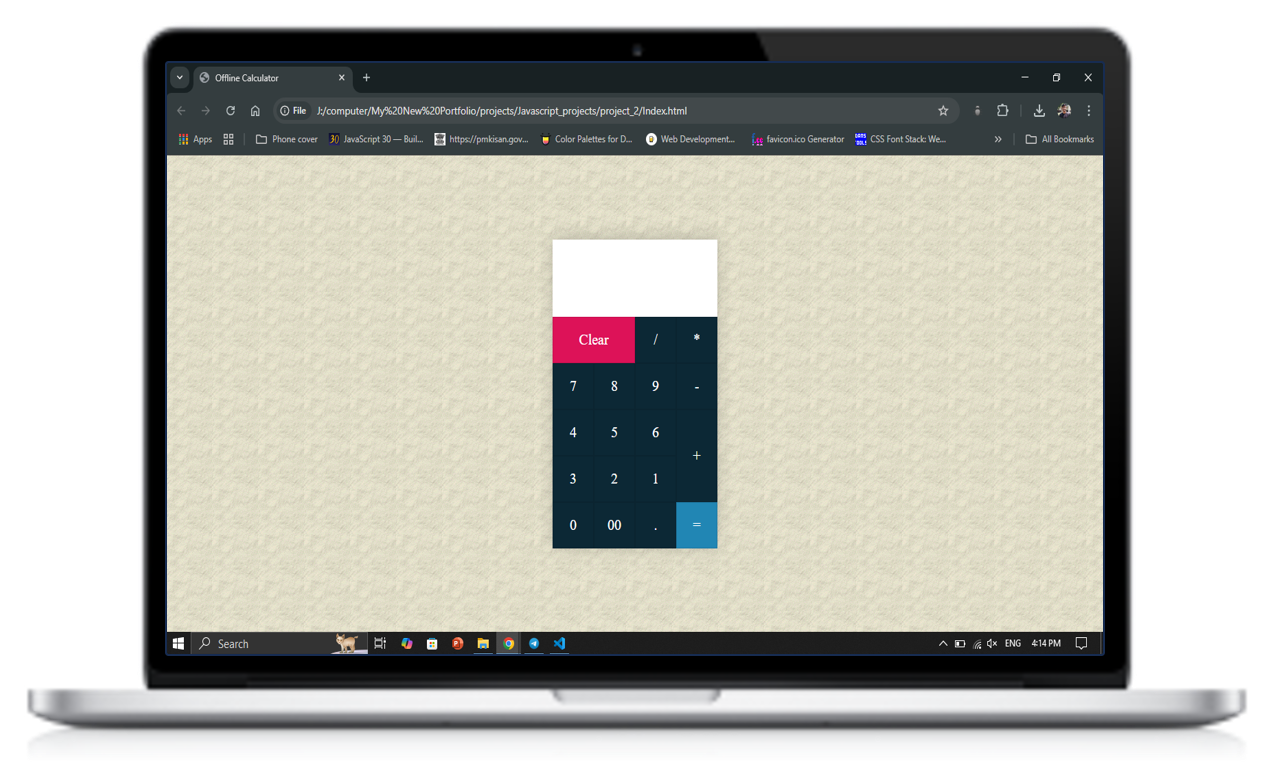 Offline Calculator
File J:/computer/My%20New%20Portfolio/projects/Javascript_projects/project_2/Index.html
Apps Phone cover 30 JavaScript 30 — Buil... https://pmkisan.gov... Color Palettes for D... Web Development... favicon.ico Generator CSS Font Stack: We... » All Bookmarks
Clear / *
7 8 9 -
4 5 6
+
3 2 1
0 00 . =
Search ENG 4:14 PM